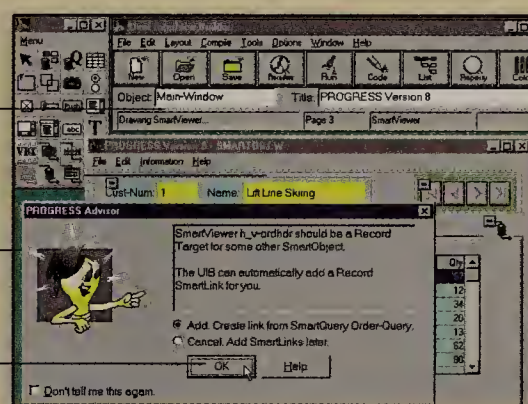 Menu
File Edit Layout Compile Tools Options Window Help
New Open Save Run Code List Property
Object: Main-Window Title: PROGRESS Version 8
Drawing SmartViewer... Page 3 SmartViewer
VBX
File Edit Information Help
Cust-Num: 1 Name: Lift Line Skiing
PROGRESS Advisor
SmartViewer h_v-ordhdr should be a Record
Target for some other SmartObject.
The UIB can automatically add a Record
SmartLink for you.
Add. Create link from SmartQuery Order-Query.
Cancel. Add SmartLinks later.
OK Help
Don't tell me this again.
Qty
12
34
20
13
62